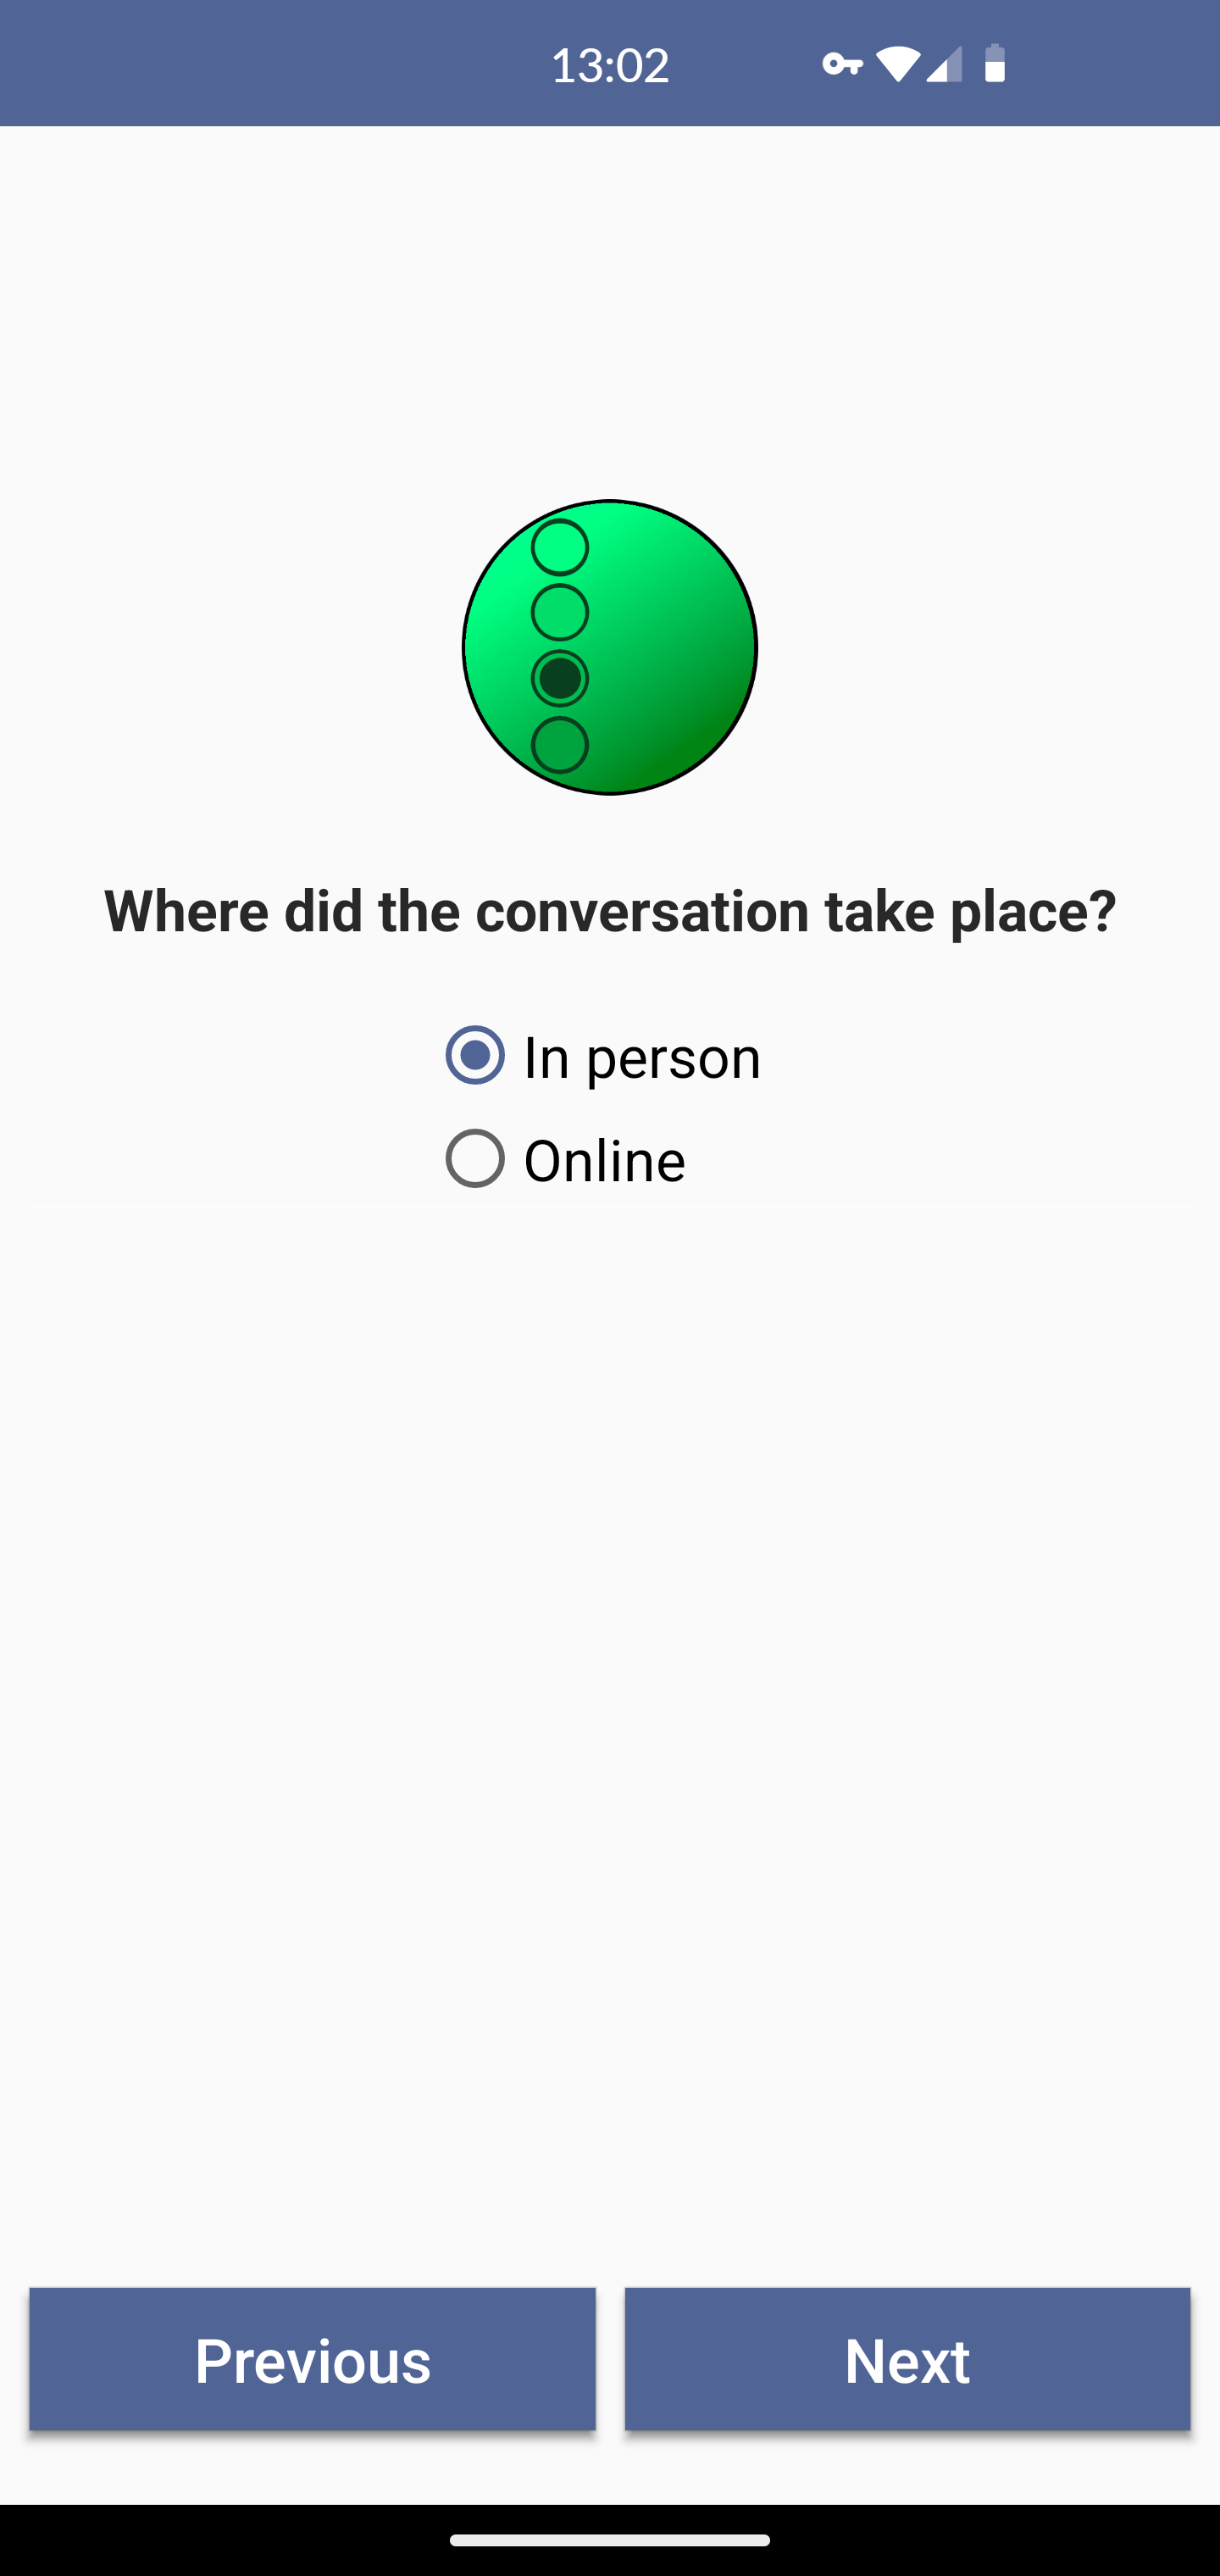 13:02
Where did the conversation take place?
In person
Online
Previous
Next